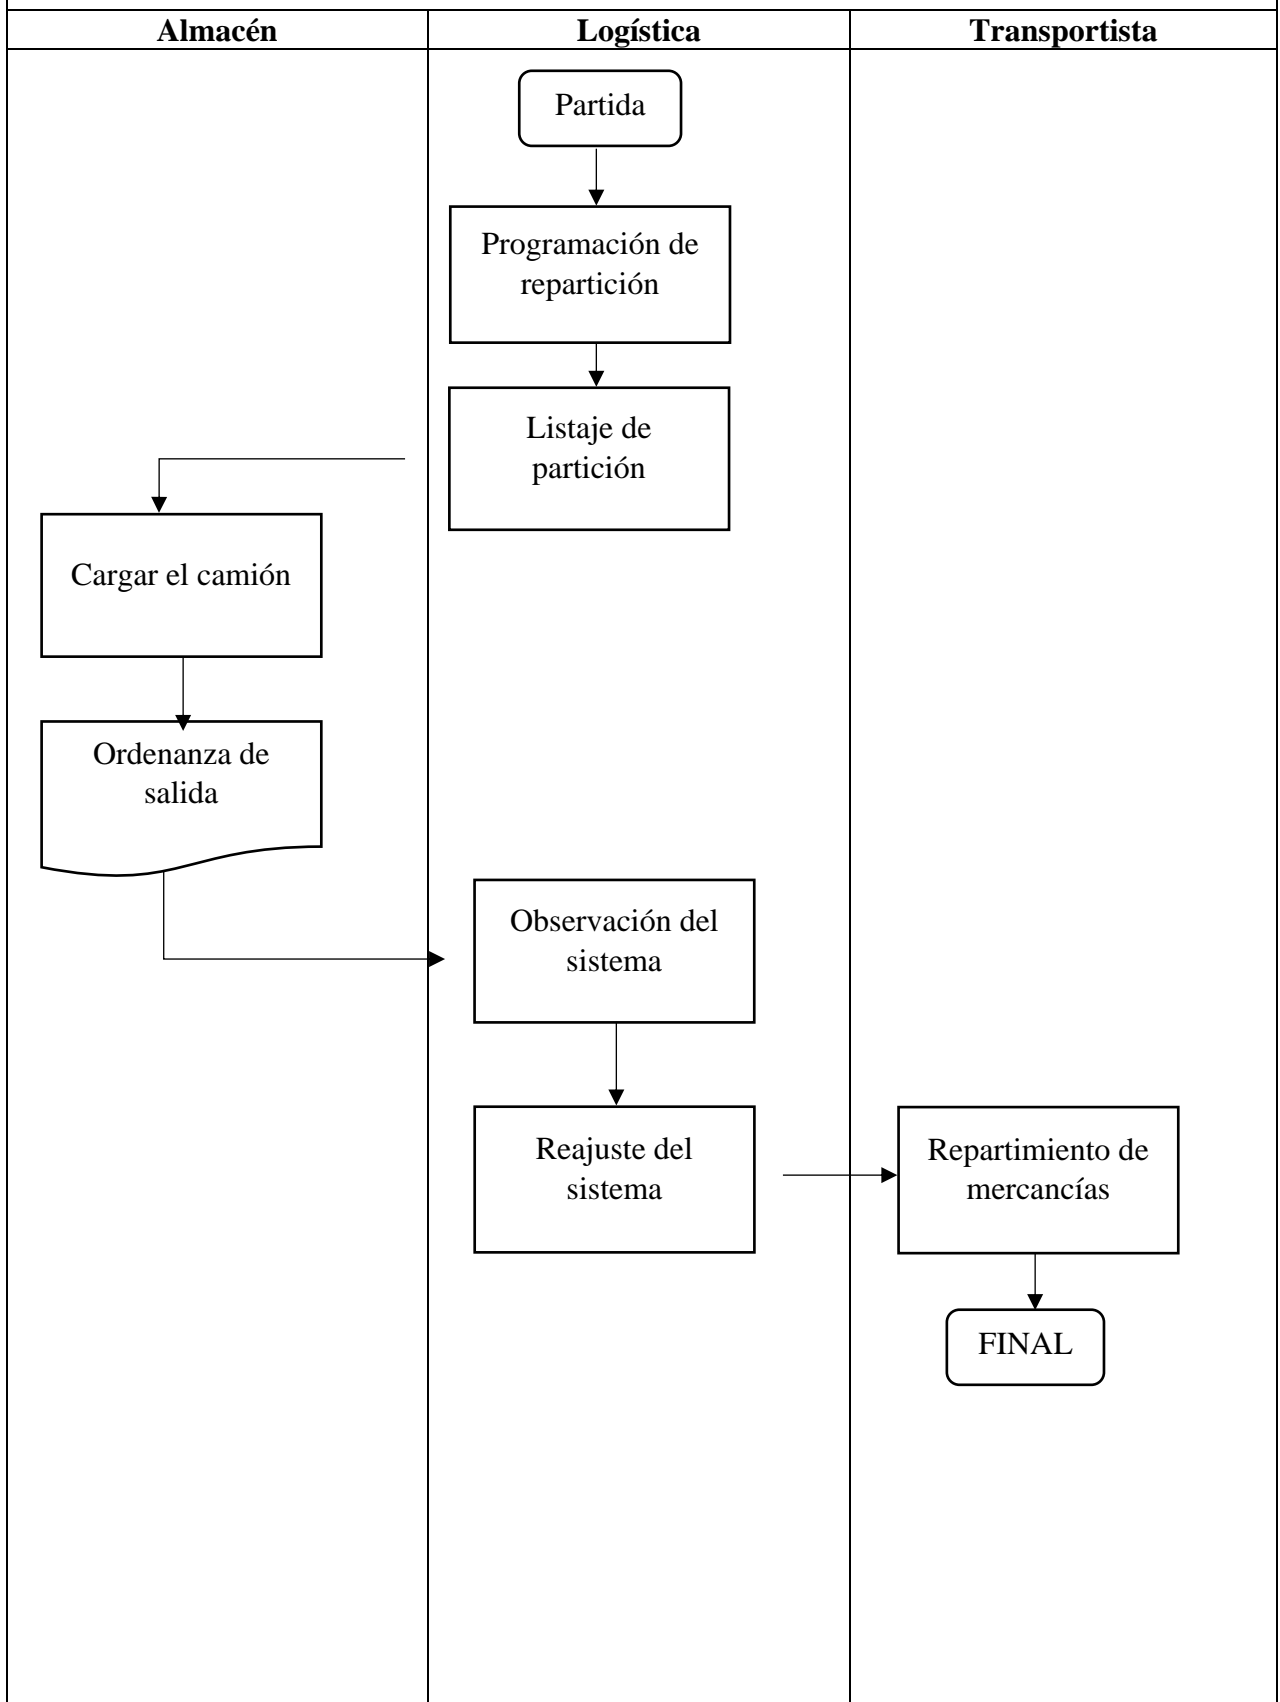 Almacén
Logística
Transportista
Partida
Programación de
repartición
Listaje de
partición
Cargar el camión
Ordenanza de
salida
Observación del
sistema
Reajuste del
sistema
Repartimiento de
mercancías
FINAL